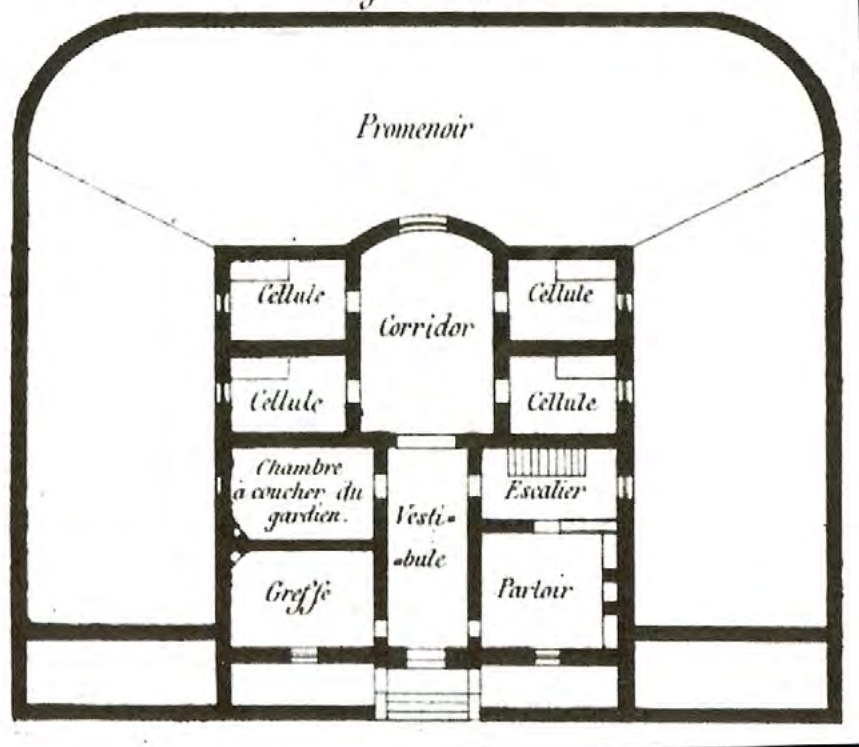 Promenoir
Cellule
Cellule
Corridor
Cellule
Cellule
Chambre
à coucher du
gardien.
Escalier
Vesti-
-bule
Greffe
Parloir